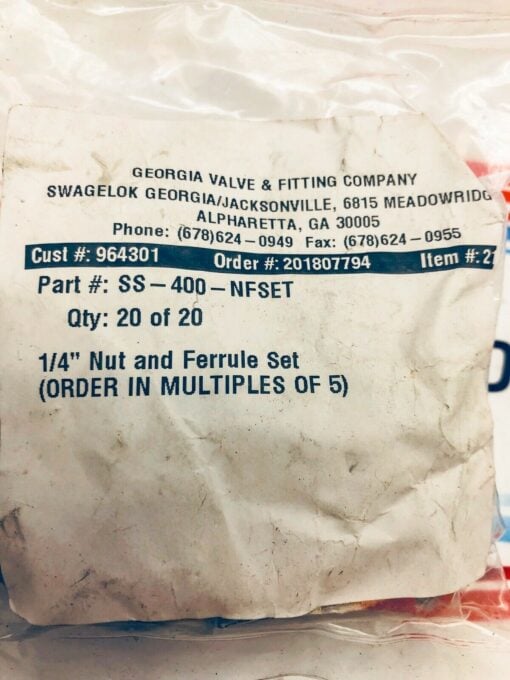 GEORGIA VALVE & FITTING COMPANY
SWAGELOK GEORGIA/JACKSONVILLE, 6815 MEADOWRIDG
ALPHARETTA, GA 30005
Phone: (678)624-0949 Fax: (678)624-0955
Cust #: 964301 Order #: 201807794 Item #: 21
Part #: SS-400-NFSET
Qty: 20 of 20
1/4" Nut and Ferrule Set
(ORDER IN MULTIPLES OF 5)